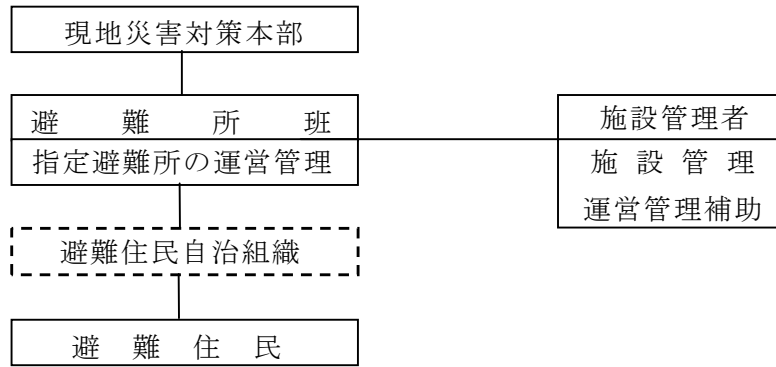 現地災害対策本部
避難所班
指定避難所の運営管理
避難住民自治組織
避難住民
施設管理者
施設管理
運営管理補助